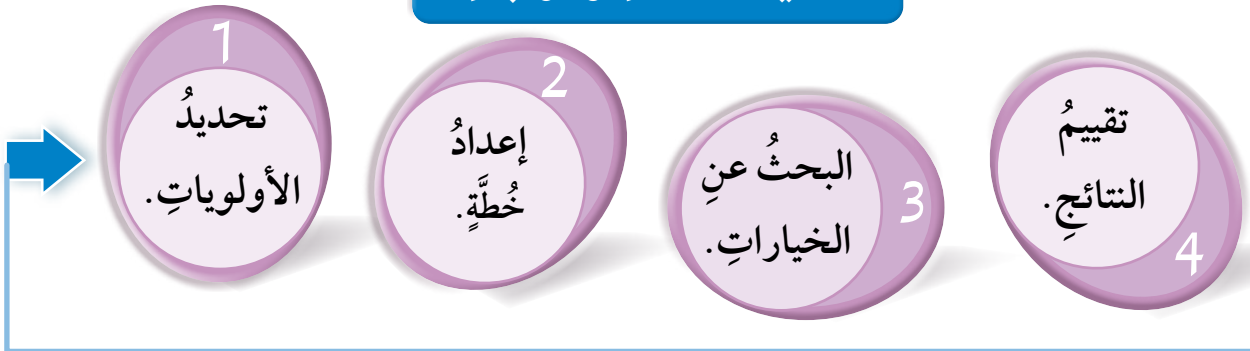 1
تحديدُ
الأولوياتِ.
2
إعدادُ
خُطَّةٍ.
3
البحثُ عنِ
الخياراتِ.
4
تقييمُ
النتائجِ.